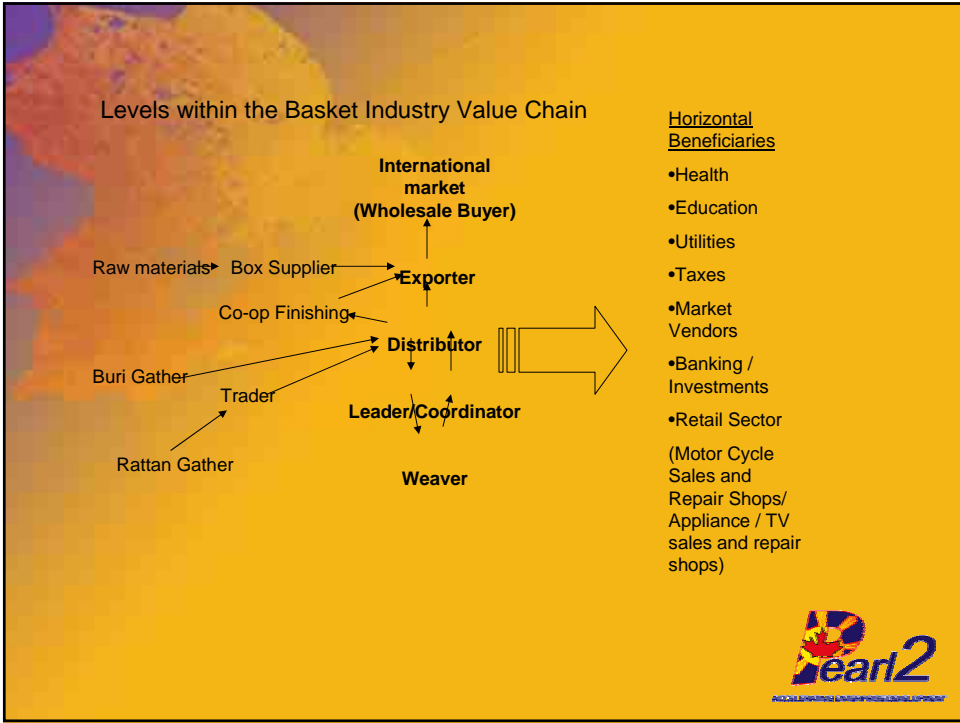 Levels within the Basket Industry Value Chain
International
market
(Wholesale Buyer)
Raw materials
Box Supplier
Exporter
Co-op Finishing
Distributor
Buri Gather
Trader
Leader/Coordinator
Rattan Gather
Weaver
Horizontal
Beneficiaries
•Health
•Education
•Utilities
•Taxes
•Market
Vendors
•Banking /
Investments
•Retail Sector
(Motor Cycle
Sales and
Repair Shops/
Appliance / TV
sales and repair
shops)
Pearl2